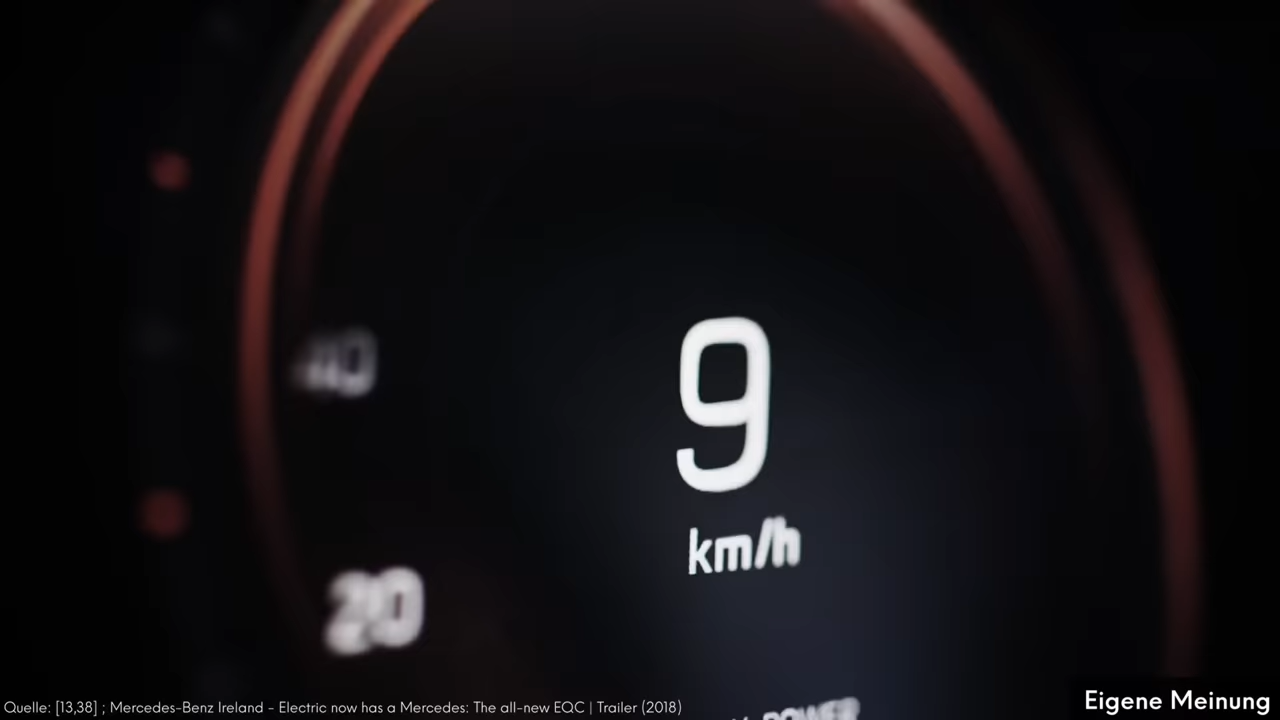 40
9
km/h
20
% POWER
Quelle: [13,38] ; Mercedes-Benz Ireland - Electric now has a Mercedes: The all-new EQC | Trailer (2018)
Eigene Meinung